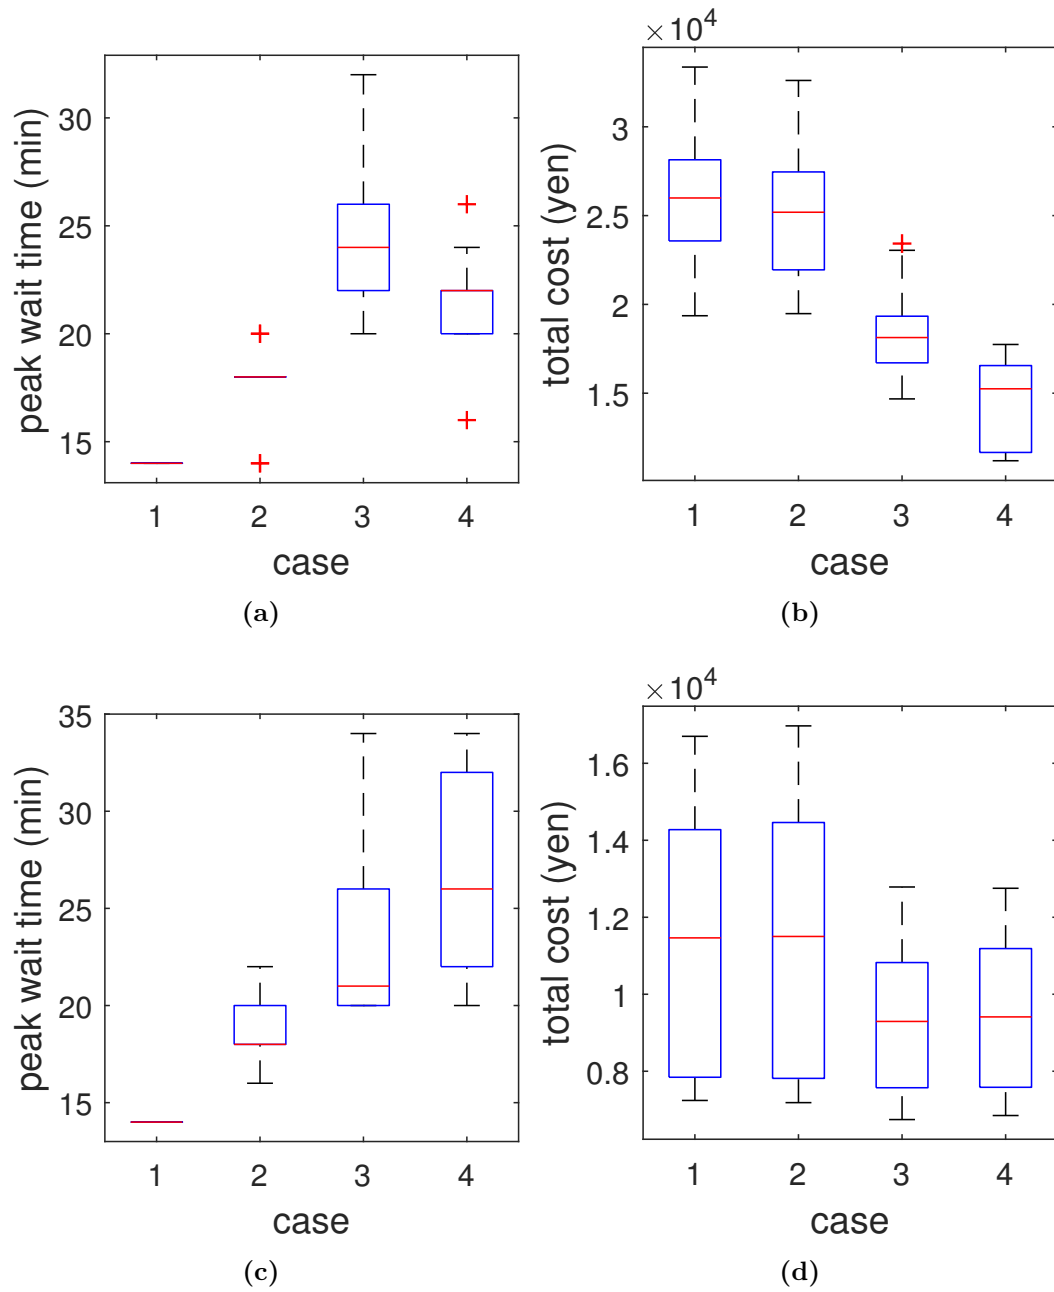 peak wait time (min)
30
25
20
15
1 2 3 4
case
(a)
× 10^4
total cost (yen)
3
2.5
2
1.5
1 2 3 4
case
(b)
peak wait time (min)
35
30
25
20
15
1 2 3 4
case
(c)
× 10^4
total cost (yen)
1.6
1.4
1.2
1
0.8
1 2 3 4
case
(d)